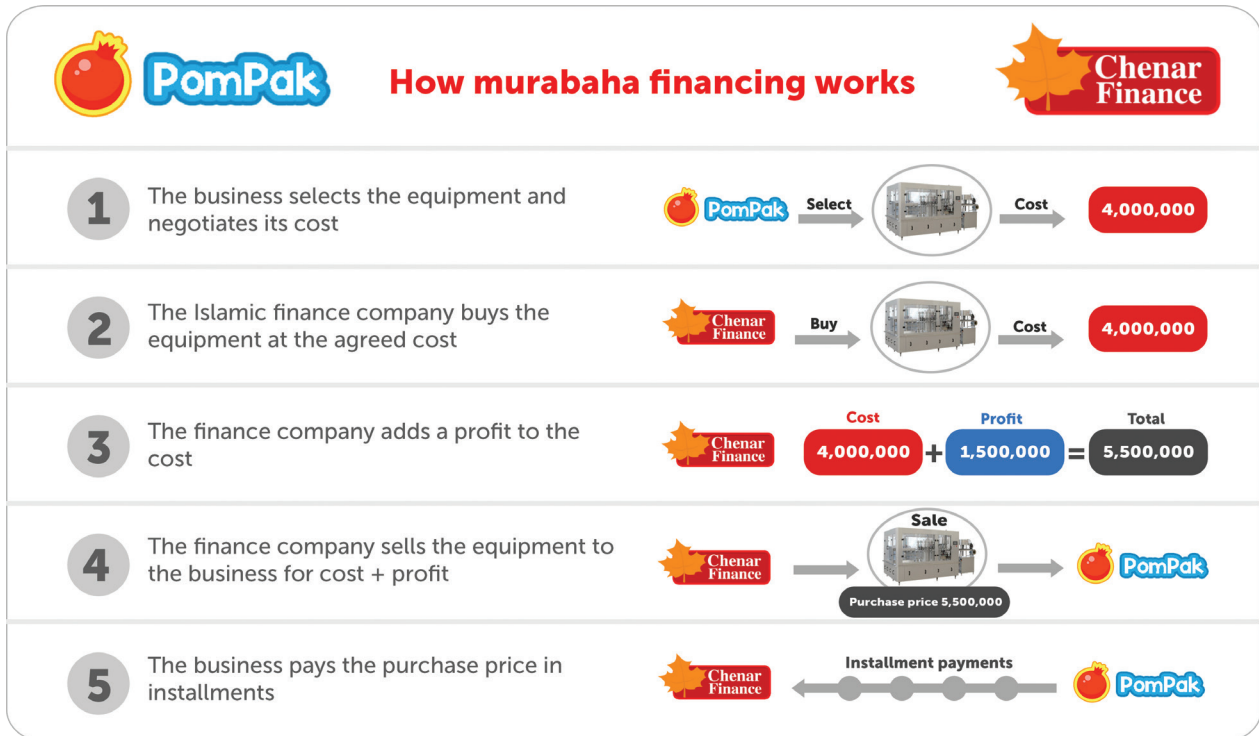 PomPak
How murabaha financing works
Chenar
Finance
1
The business selects the equipment and
negotiates its cost
PomPak
Select
Cost
4,000,000
2
The Islamic finance company buys the
equipment at the agreed cost
Chenar
Finance
Buy
Cost
4,000,000
3
The finance company adds a profit to the
cost
Chenar
Finance
Cost
Profit
Total
4,000,000 + 1,500,000 = 5,500,000
4
The finance company sells the equipment to
the business for cost + profit
Chenar
Finance
Sale
Purchase price 5,500,000
PomPak
5
The business pays the purchase price in
installments
Chenar
Finance
Installment payments
PomPak